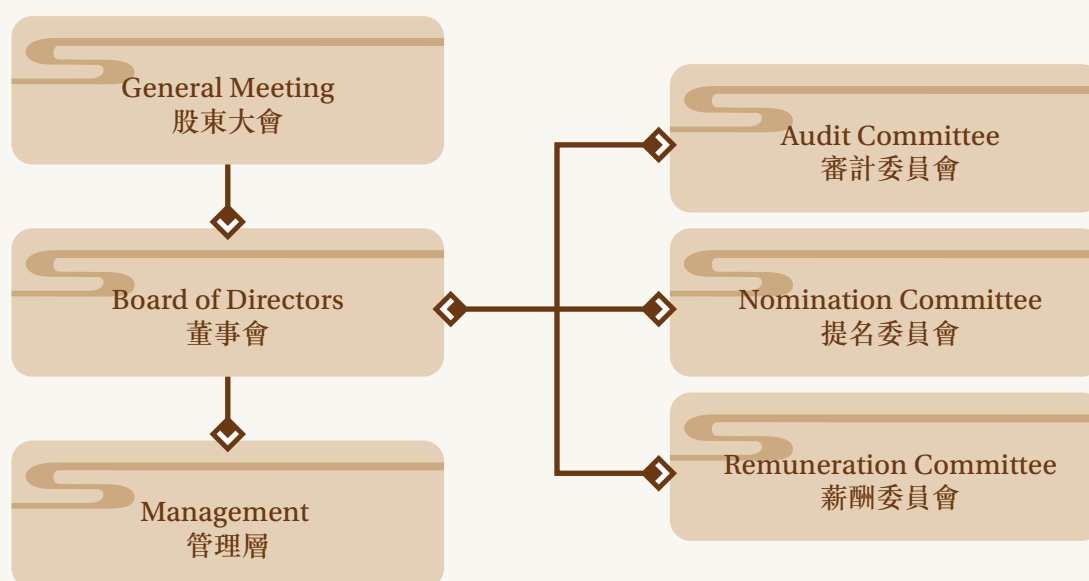 General Meeting
股東大會
Board of Directors
董事會
Management
管理層
Audit Committee
審計委員會
Nomination Committee
提名委員會
Remuneration Committee
薪酬委員會